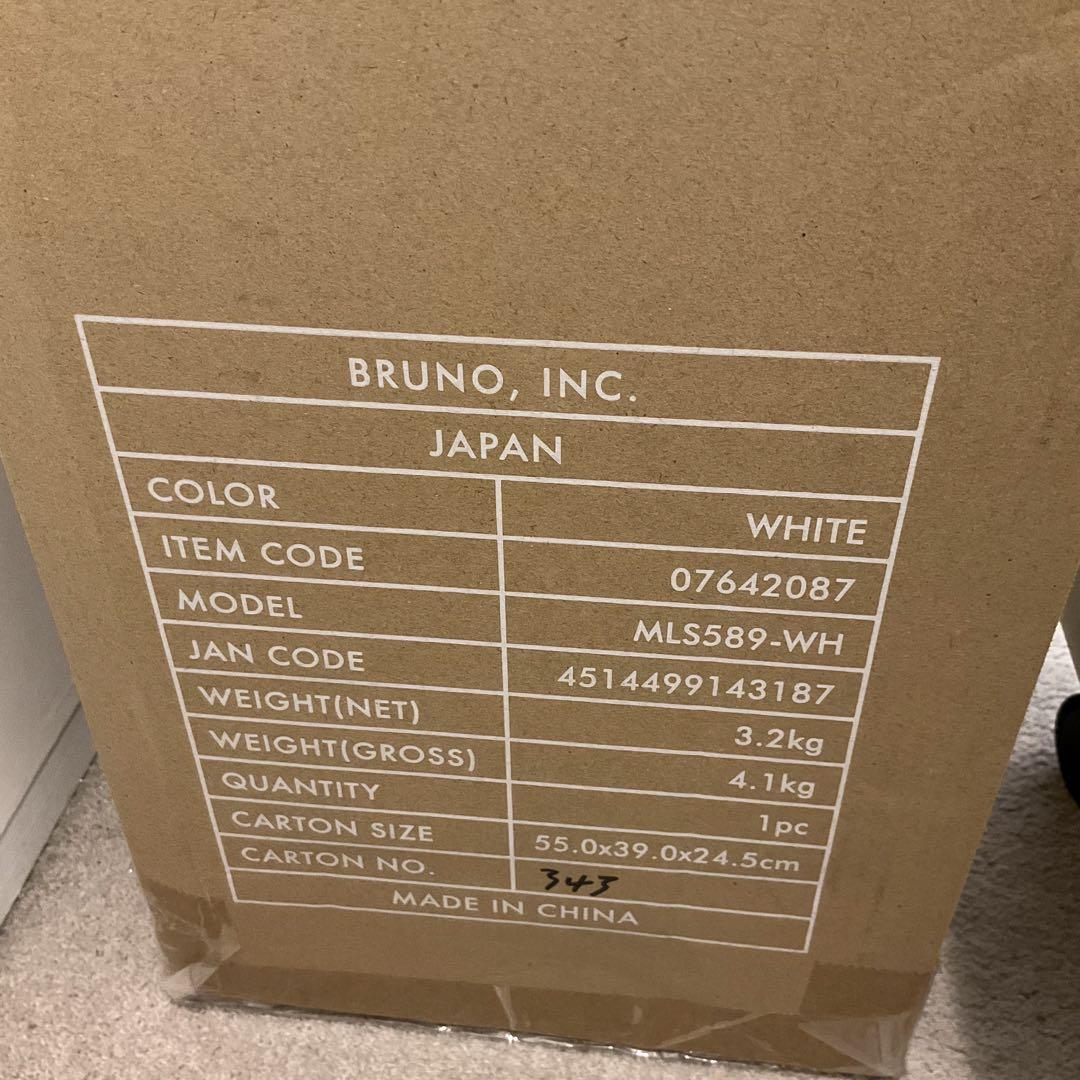 BRUNO, INC.
JAPAN
COLOR WHITE
ITEM CODE 07642087
MODEL MLS589-WH
JAN CODE 4514499143187
WEIGHT(NET) 3.2kg
WEIGHT(GROSS) 4.1kg
QUANTITY 1pc
CARTON SIZE 55.0x39.0x24.5cm
CARTON NO. 343
MADE IN CHINA